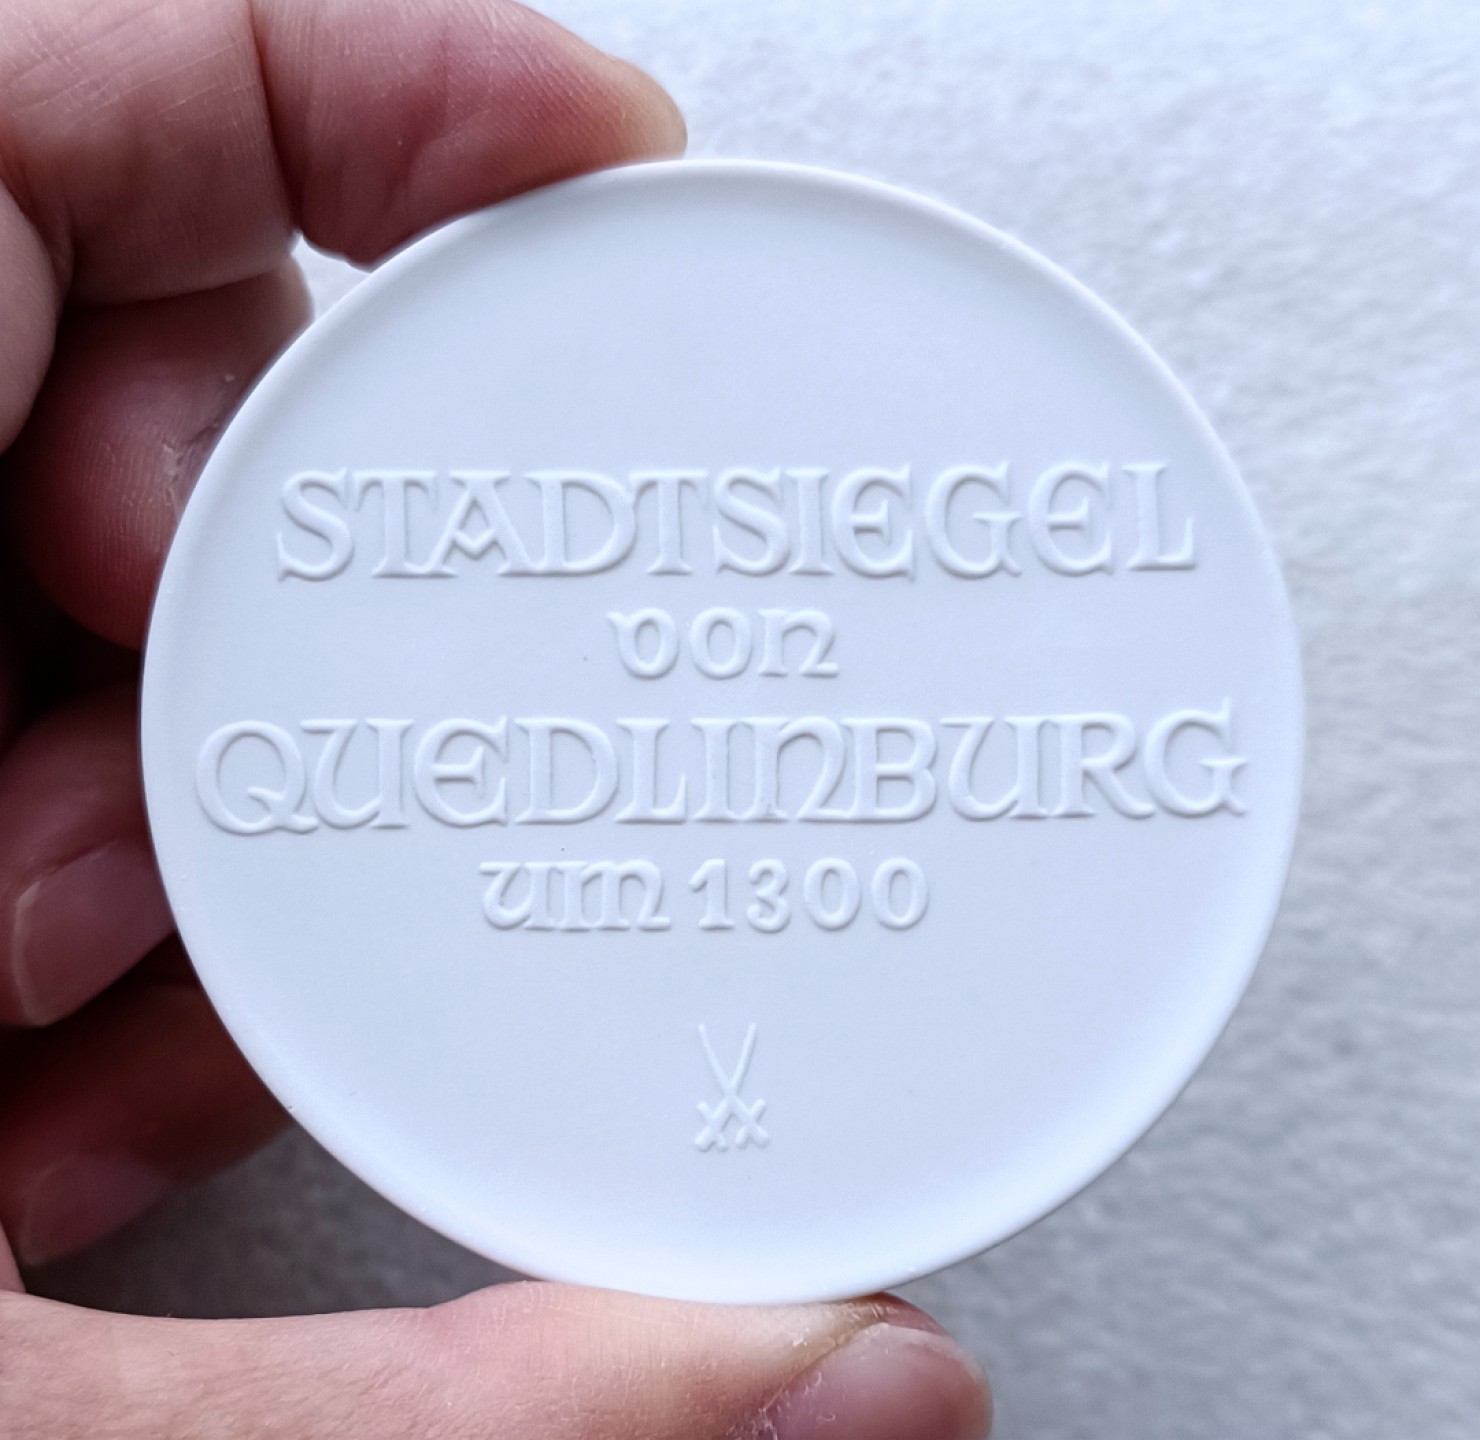 STADTSIEGEL
von
QUEDLINBURG
um 1300